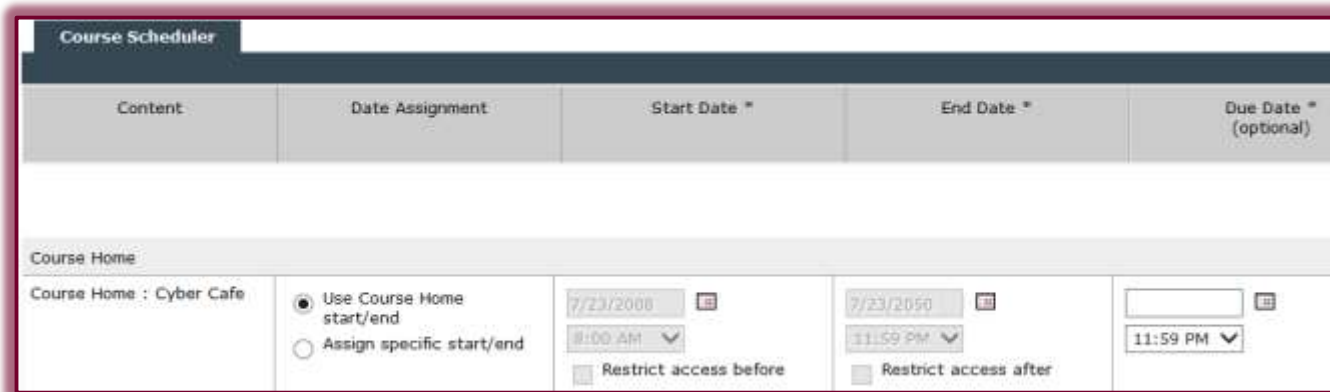 Course Scheduler
Content
Date Assignment
Start Date *
End Date *
Due Date *
(optional)
Course Home
Course Home : Cyber Cafe
Use Course Home
start/end
Assign specific start/end
7/23/2008
8:00 AM
Restrict access before
7/23/2050
11:59 PM
Restrict access after
11:59 PM